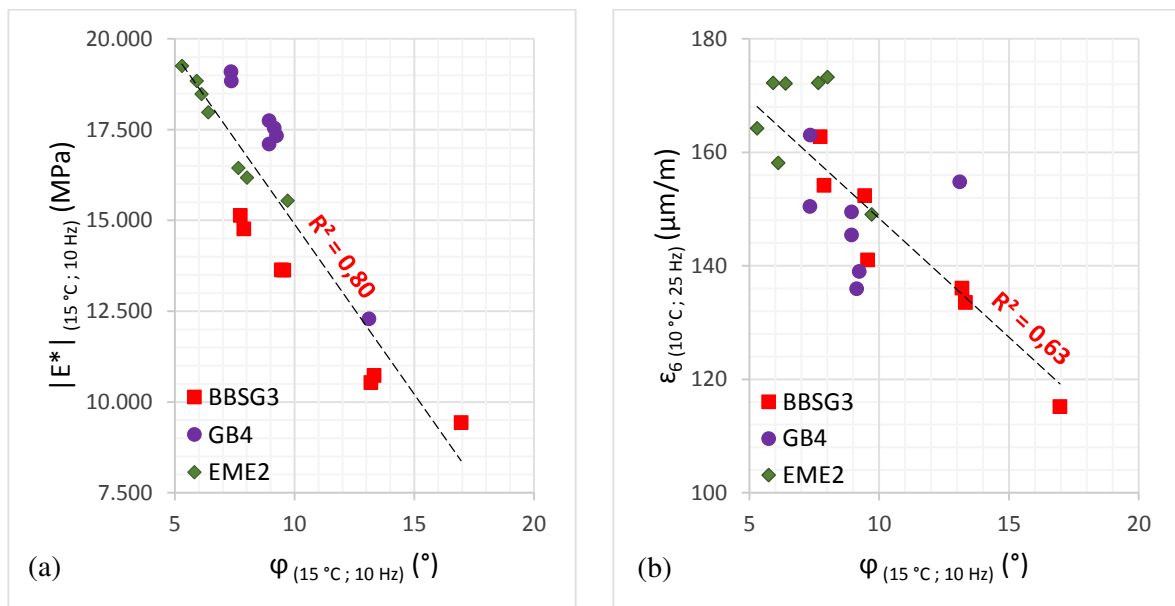 20.000
17.500
15.000
12.500
10.000
7.500
|E*| (15 °C ; 10 Hz) (MPa)
R² = 0,80
BBSG3
GB4
EME2
5 10 15 20
(a) φ (15 °C ; 10 Hz) (°)
180
160
140
120
100
ε6 (10 °C ; 25 Hz) (µm/m)
R² = 0,63
BBSG3
GB4
EME2
5 10 15 20
(b) φ (15 °C ; 10 Hz) (°)